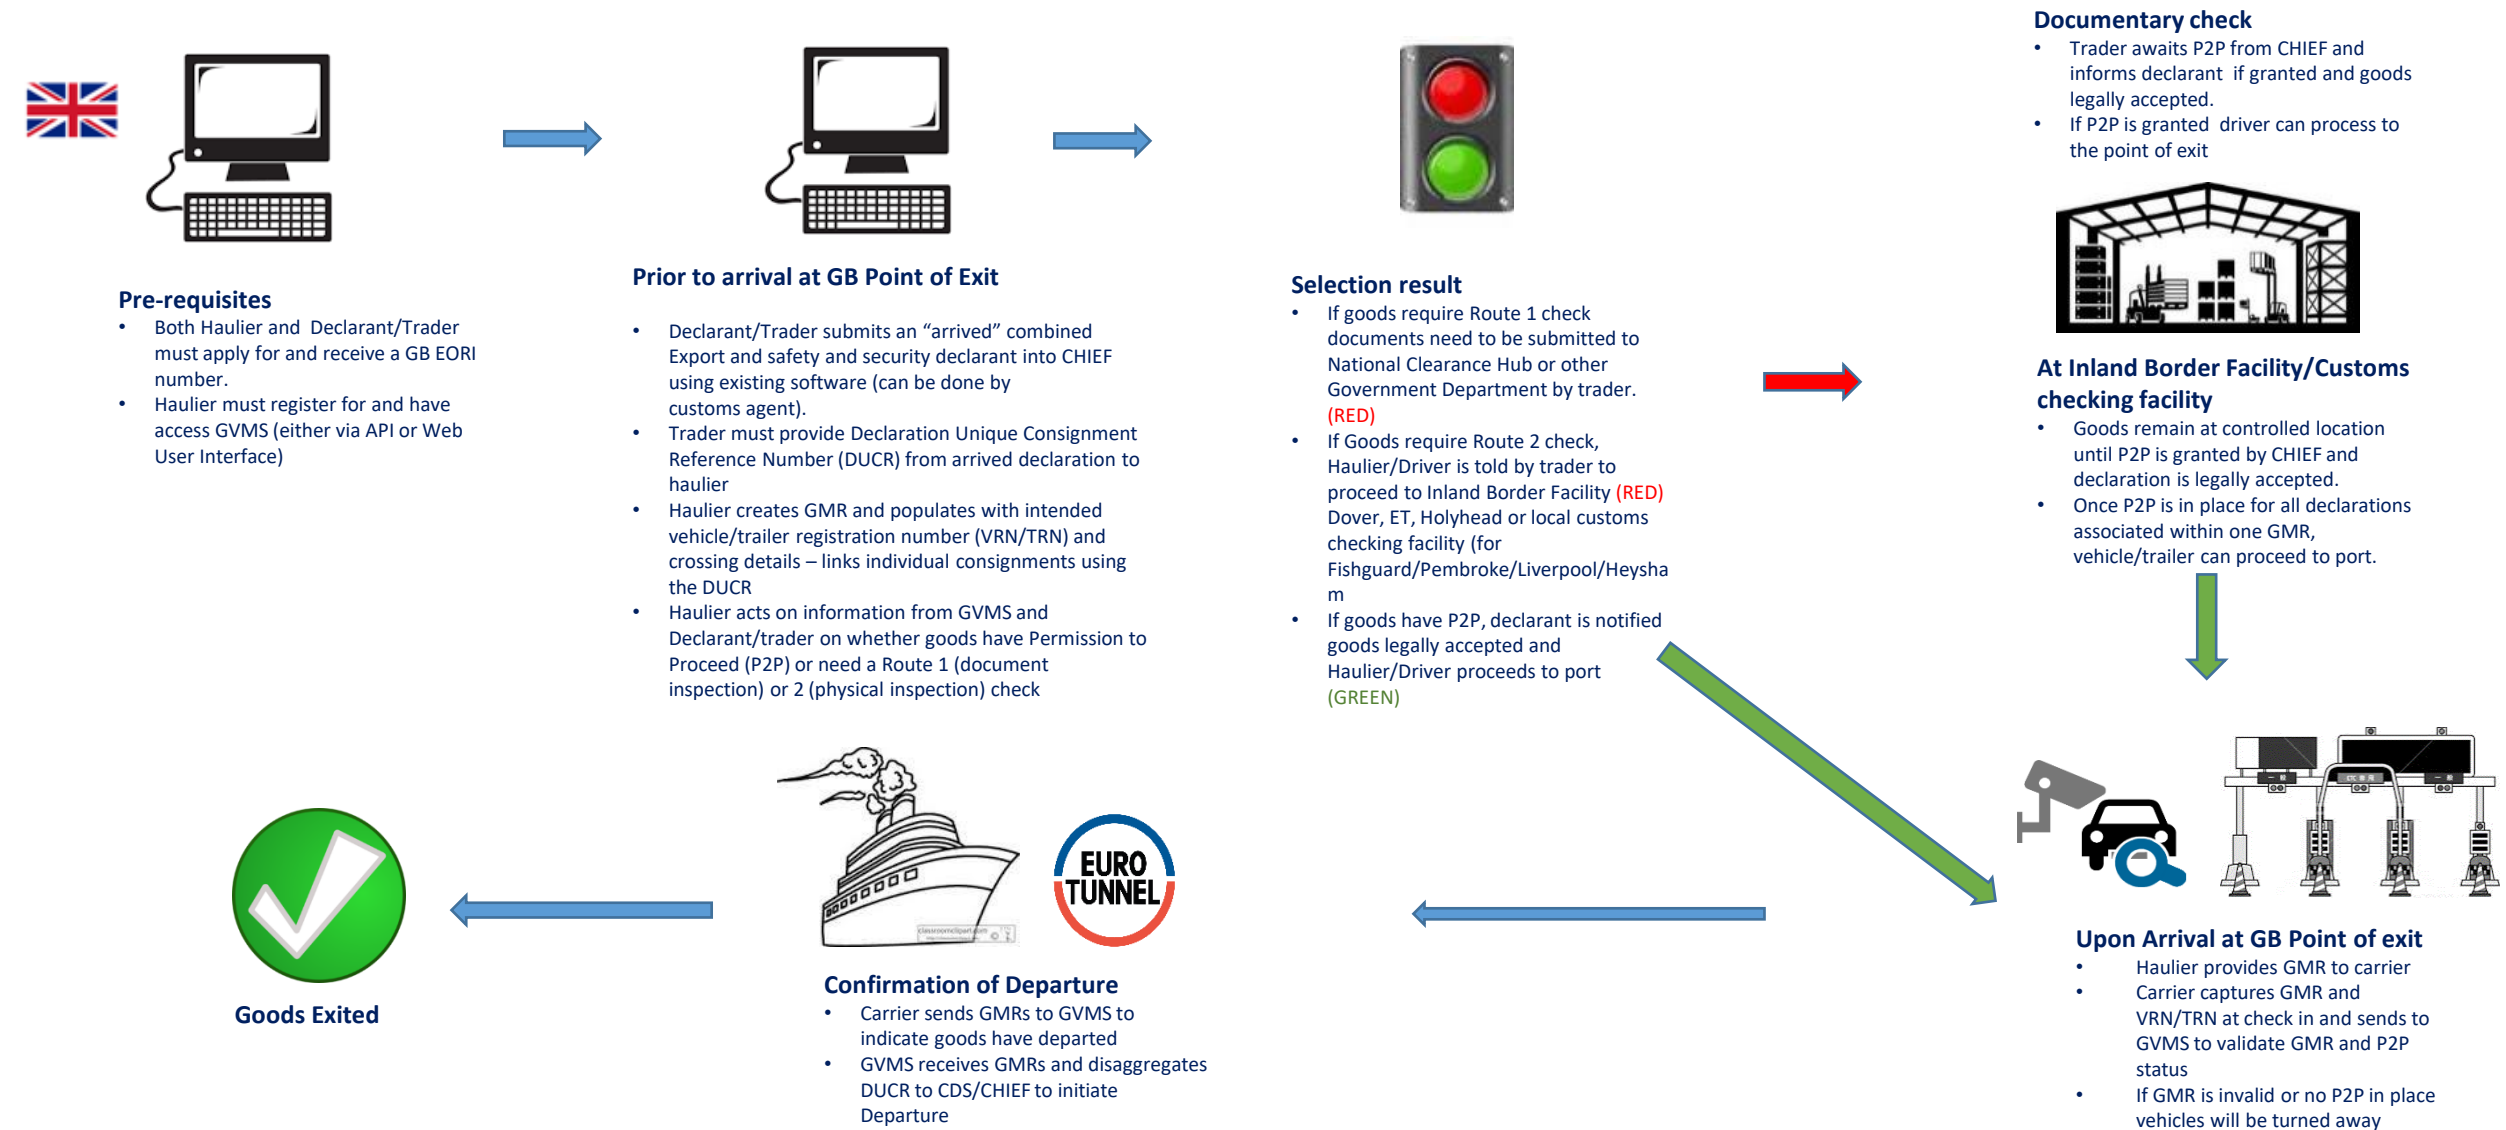 Pre-requisites
• Both Haulier and Declarant/Trader
must apply for and receive a GB EORI
number.
• Haulier must register for and have
access GVMS (either via API or Web
User Interface)
Prior to arrival at GB Point of Exit
• Declarant/Trader submits an “arrived” combined
Export and safety and security declarant into CHIEF
using existing software (can be done by
customs agent).
• Trader must provide Declaration Unique Consignment
Reference Number (DUCR) from arrived declaration to
haulier
• Haulier creates GMR and populates with intended
vehicle/trailer registration number (VRN/TRN) and
crossing details – links individual consignments using
the DUCR
• Haulier acts on information from GVMS and
Declarant/trader on whether goods have Permission to
Proceed (P2P) or need a Route 1 (document
inspection) or 2 (physical inspection) check
Selection result
• If goods require Route 1 check
documents need to be submitted to
National Clearance Hub or other
Government Department by trader.
(RED)
• If Goods require Route 2 check,
Haulier/Driver is told by trader to
proceed to Inland Border Facility (RED)
Dover, ET, Holyhead or local customs
checking facility (for
Fishguard/Pembroke/Liverpool/Heysha
m
• If goods have P2P, declarant is notified
goods legally accepted and
Haulier/Driver proceeds to port
(GREEN)
Documentary check
• Trader awaits P2P from CHIEF and
informs declarant if granted and goods
legally accepted.
• If P2P is granted driver can process to
the point of exit
At Inland Border Facility/Customs
checking facility
• Goods remain at controlled location
until P2P is granted by CHIEF and
declaration is legally accepted.
• Once P2P is in place for all declarations
associated within one GMR,
vehicle/trailer can proceed to port.
Upon Arrival at GB Point of exit
• Haulier provides GMR to carrier
• Carrier captures GMR and
VRN/TRN at check in and sends to
GVMS to validate GMR and P2P
status
• If GMR is invalid or no P2P in place
vehicles will be turned away
EURO
TUNNEL
classroomclipart.com
Confirmation of Departure
• Carrier sends GMRs to GVMS to
indicate goods have departed
• GVMS receives GMRs and disaggregates
DUCR to CDS/CHIEF to initiate
Departure
Goods Exited